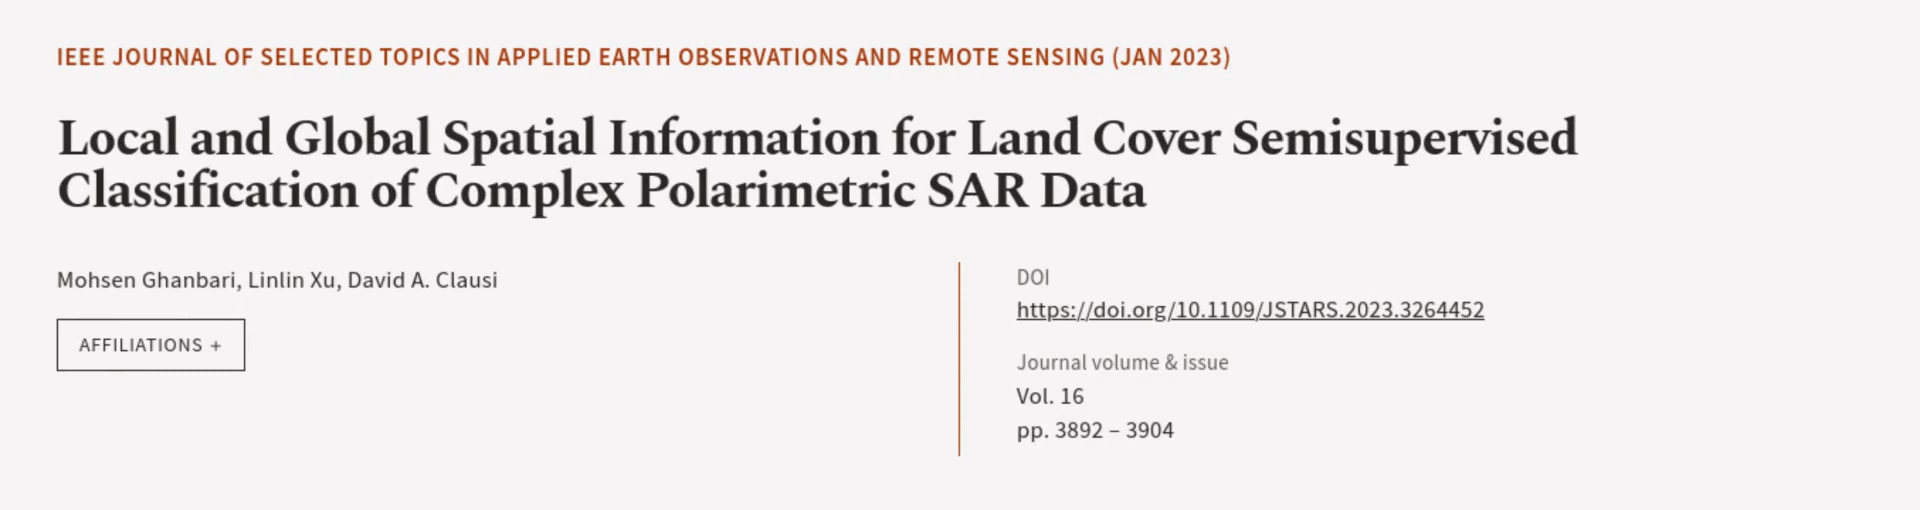 IEEE JOURNAL OF SELECTED TOPICS IN APPLIED EARTH OBSERVATIONS AND REMOTE SENSING (JAN 2023)
Local and Global Spatial Information for Land Cover Semisupervised
Classification of Complex Polarimetric SAR Data
Mohsen Ghanbari, Linlin Xu, David A. Clausi
AFFILIATIONS +
DOI
https://doi.org/10.1109/JSTARS.2023.3264452
Journal volume & issue
Vol. 16
pp. 3892 – 3904